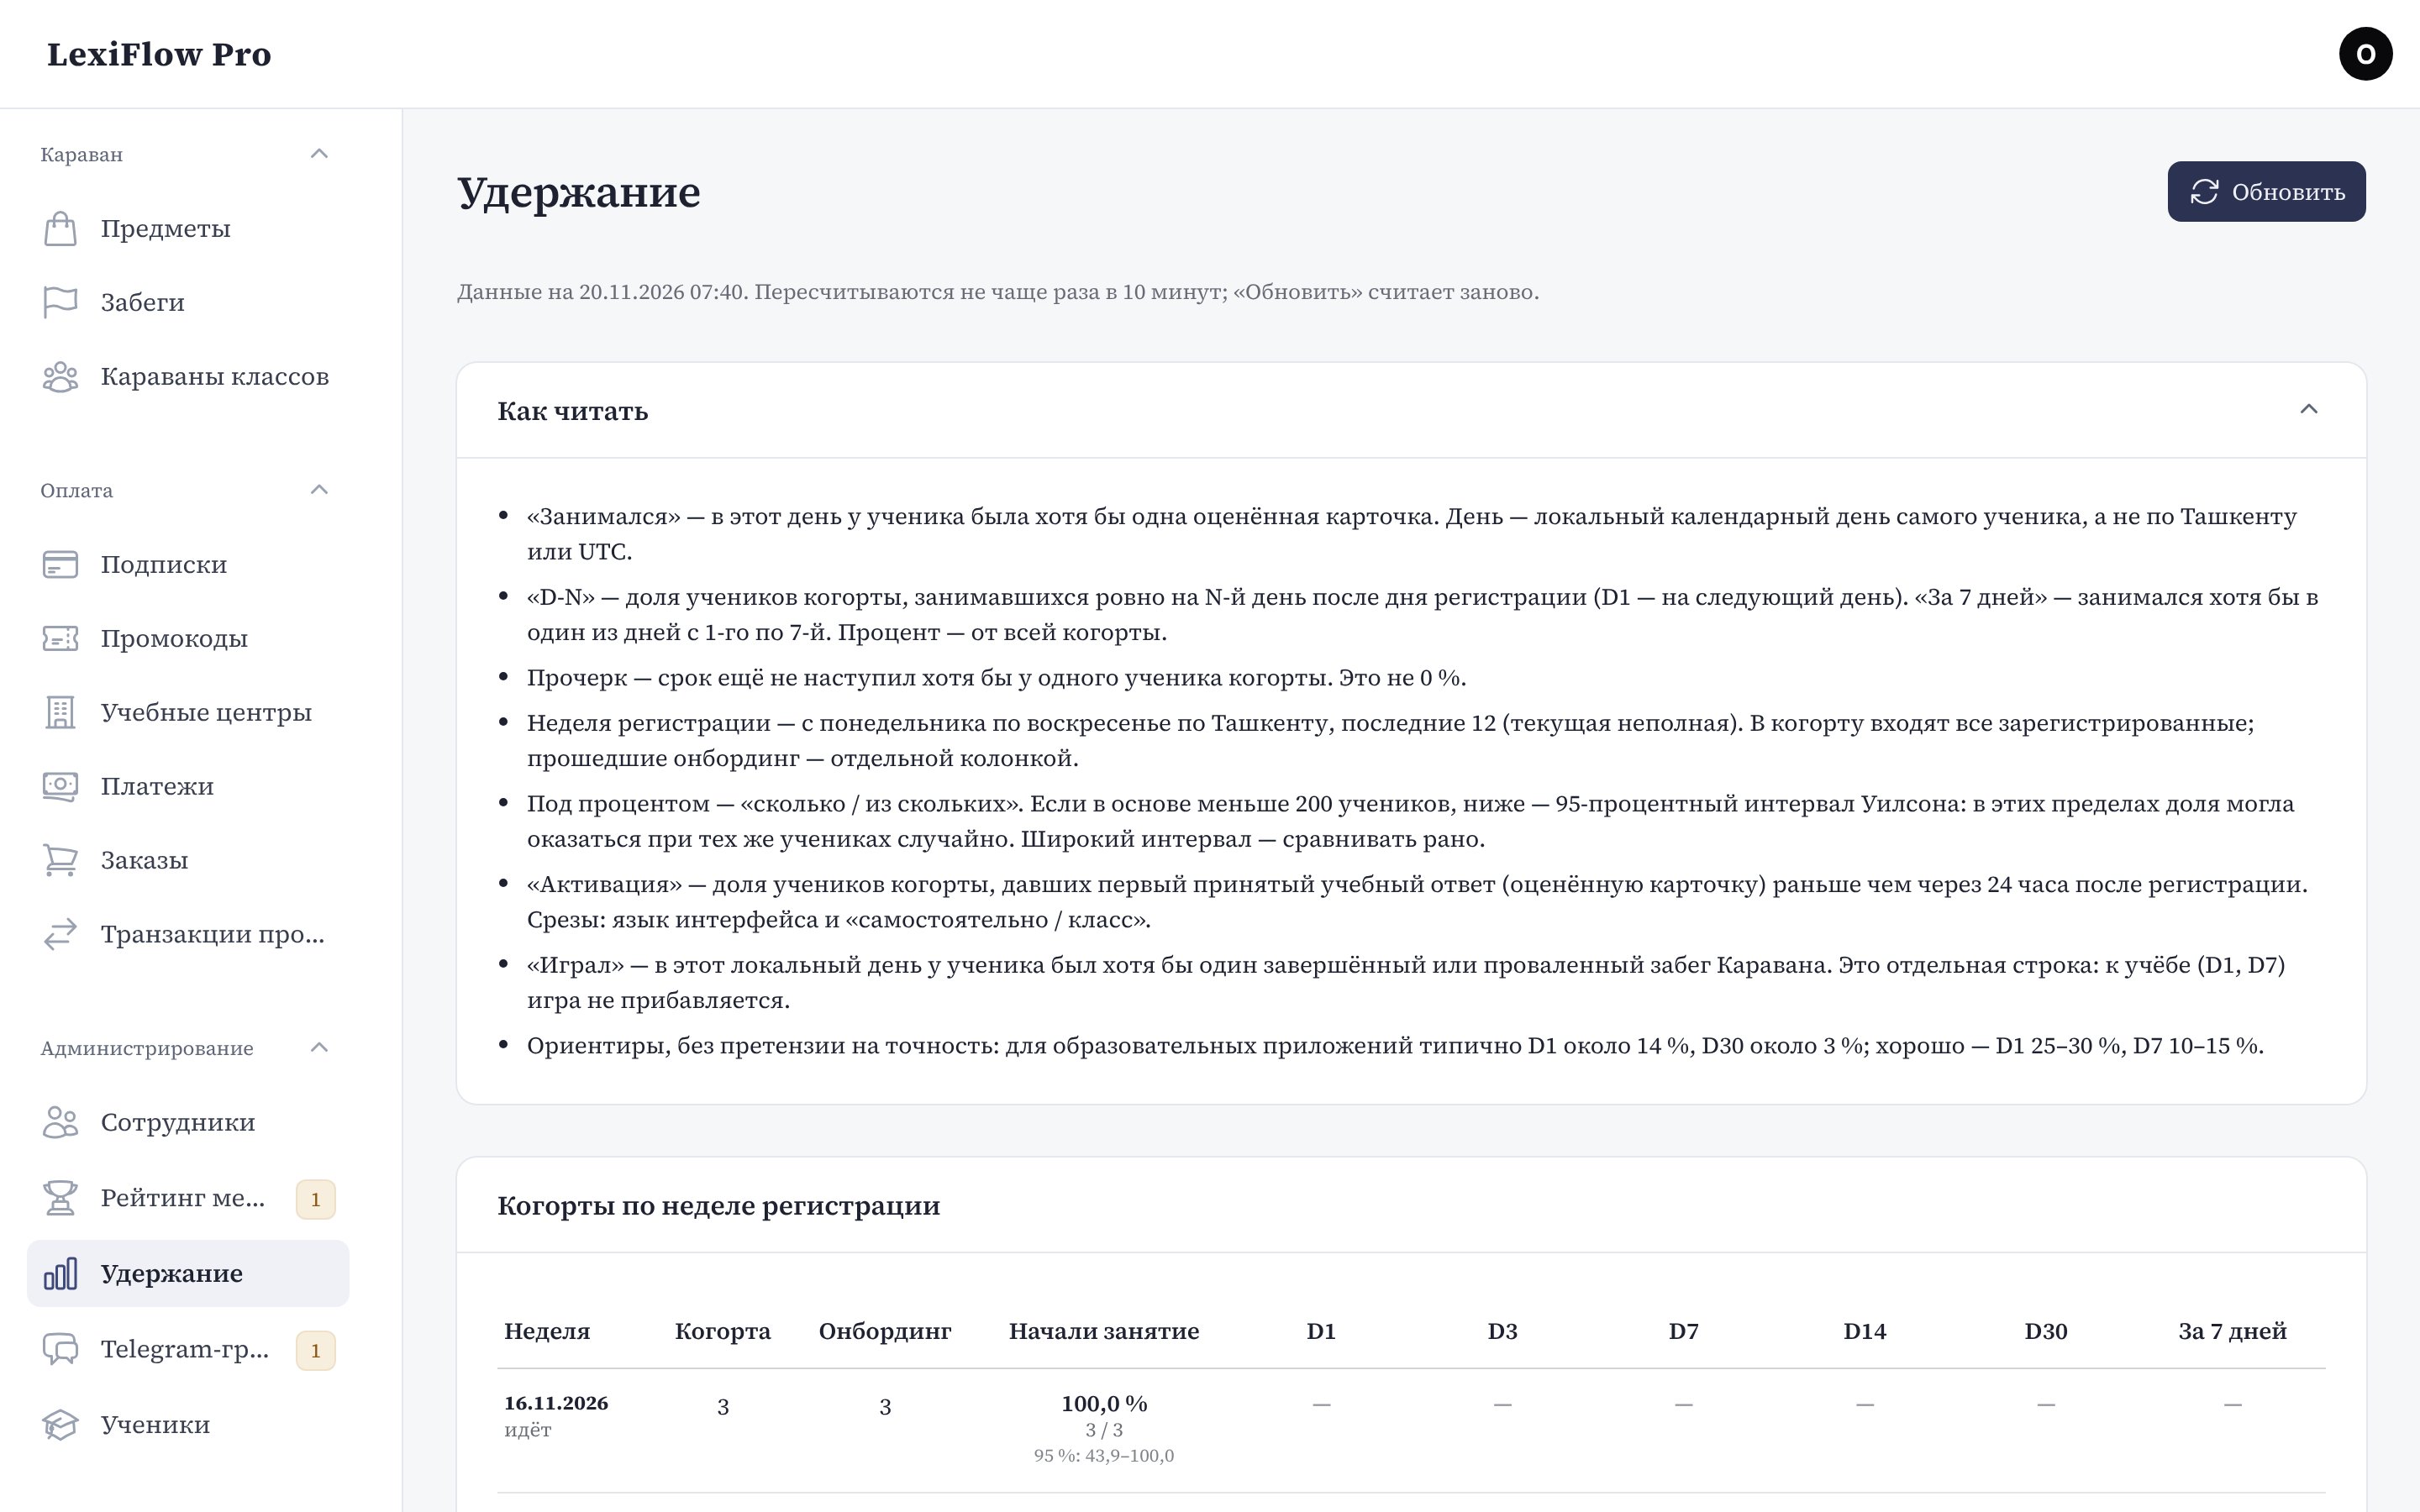 LexiFlow Pro
O
Караван
Предметы
Забеги
Караваны классов
Оплата
Подписки
Промокоды
Учебные центры
Платежи
Заказы
Транзакции про...
Администрирование
Сотрудники
Рейтинг ме... 1
Удержание
Telegram-гр... 1
Ученики
Удержание
Обновить
Данные на 20.11.2026 07:40. Пересчитываются не чаще раза в 10 минут; «Обновить» считает заново.
Как читать
• «Занимался» — в этот день у ученика была хотя бы одна оценённая карточка. День — локальный календарный день самого ученика, а не по Ташкенту
или UTC.
• «D-N» — доля учеников когорты, занимавшихся ровно на N-й день после дня регистрации (D1 — на следующий день). «За 7 дней» — занимался хотя бы в
один из дней с 1-го по 7-й. Процент — от всей когорты.
• Прочерк — срок ещё не наступил хотя бы у одного ученика когорты. Это не 0 %.
• Неделя регистрации — с понедельника по воскресенье по Ташкенту, последние 12 (текущая неполная). В когорту входят все зарегистрированные;
прошедшие онбординг — отдельной колонкой.
• Под процентом — «сколько / из скольких». Если в основе меньше 200 учеников, ниже — 95-процентный интервал Уилсона: в этих пределах доля могла
оказаться при тех же учениках случайно. Широкий интервал — сравнивать рано.
• «Активация» — доля учеников когорты, давших первый принятый учебный ответ (оценённую карточку) раньше чем через 24 часа после регистрации.
Срезы: язык интерфейса и «самостоятельно / класс».
• «Играл» — в этот локальный день у ученика был хотя бы один завершённый или проваленный забег Каравана. Это отдельная строка: к учёбе (D1, D7)
игра не прибавляется.
• Ориентиры, без претензии на точность: для образовательных приложений типично D1 около 14 %, D30 около 3 %; хорошо — D1 25–30 %, D7 10–15 %.
Когорты по неделе регистрации
Неделя Когорта Онбординг Начали занятие D1 D3 D7 D14 D30 За 7 дней
16.11.2026 3 3 100,0 % — — — — — —
идёт 3 / 3
95 %: 43,9–100,0